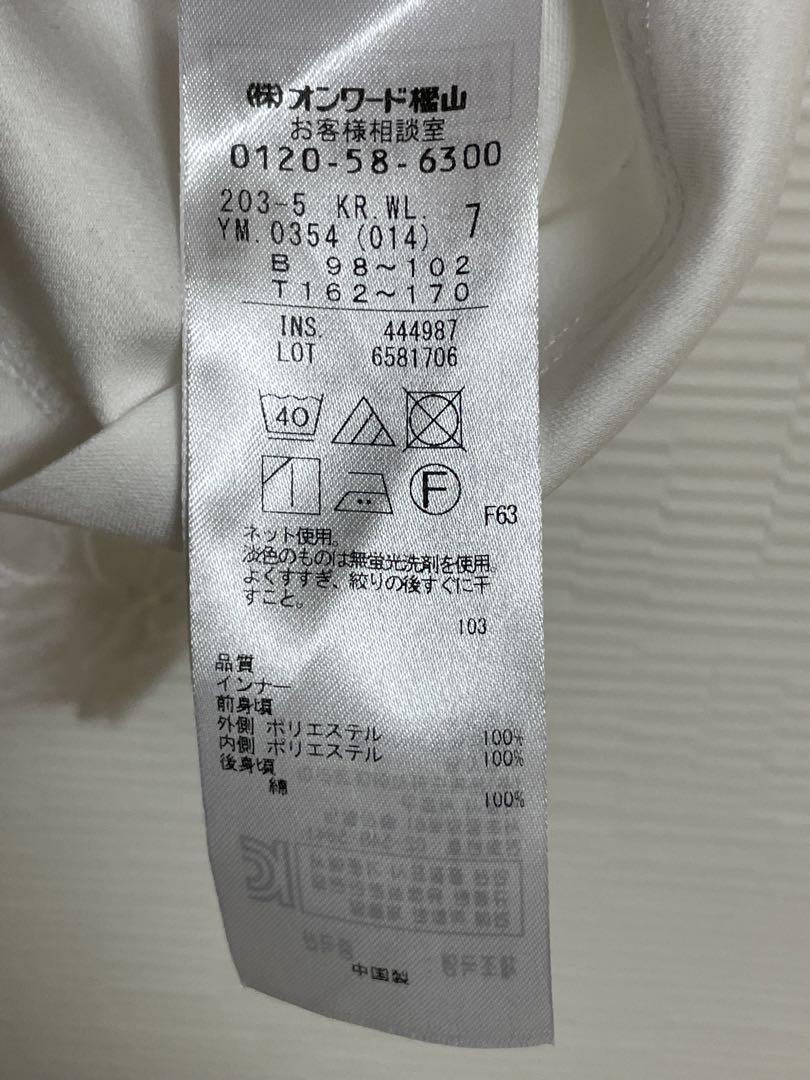 (株)オンワード樫山
お客様相談室
0120-58-6300
203-5 KR.WL. 7
YM.0354 (014)
B 98~102
T162~170
INS. 444987
LOT 6581706
40
F
F63
ネット使用。
淡色のものは無蛍光洗剤を使用。
よくすすぎ、絞りの後すぐに干
すこと。
103
品質
インナー
前身頃
外側 ポリエステル 100%
内側 ポリエステル 100%
後身頃
綿 100%
中国製